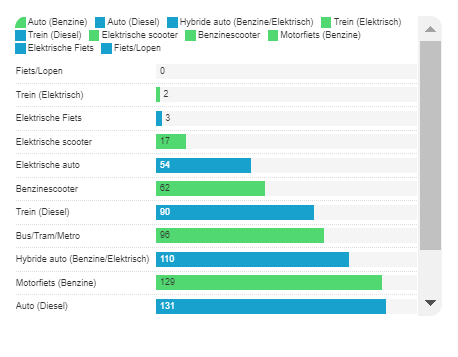 Auto (Benzine) Auto (Diesel) Hybride auto (Benzine/Elektrisch) Trein (Elektrisch)
Trein (Diesel) Elektrische scooter Benzinescooter Motorfiets (Benzine)
Elektrische Fiets Fiets/Lopen
Fiets/Lopen 0
Trein (Elektrisch) 2
Elektrische Fiets 3
Elektrische scooter 17
Elektrische auto 54
Benzinescooter 62
Trein (Diesel) 90
Bus/Tram/Metro 96
Hybride auto (Benzine/Elektrisch) 110
Motorfiets (Benzine) 129
Auto (Diesel) 131